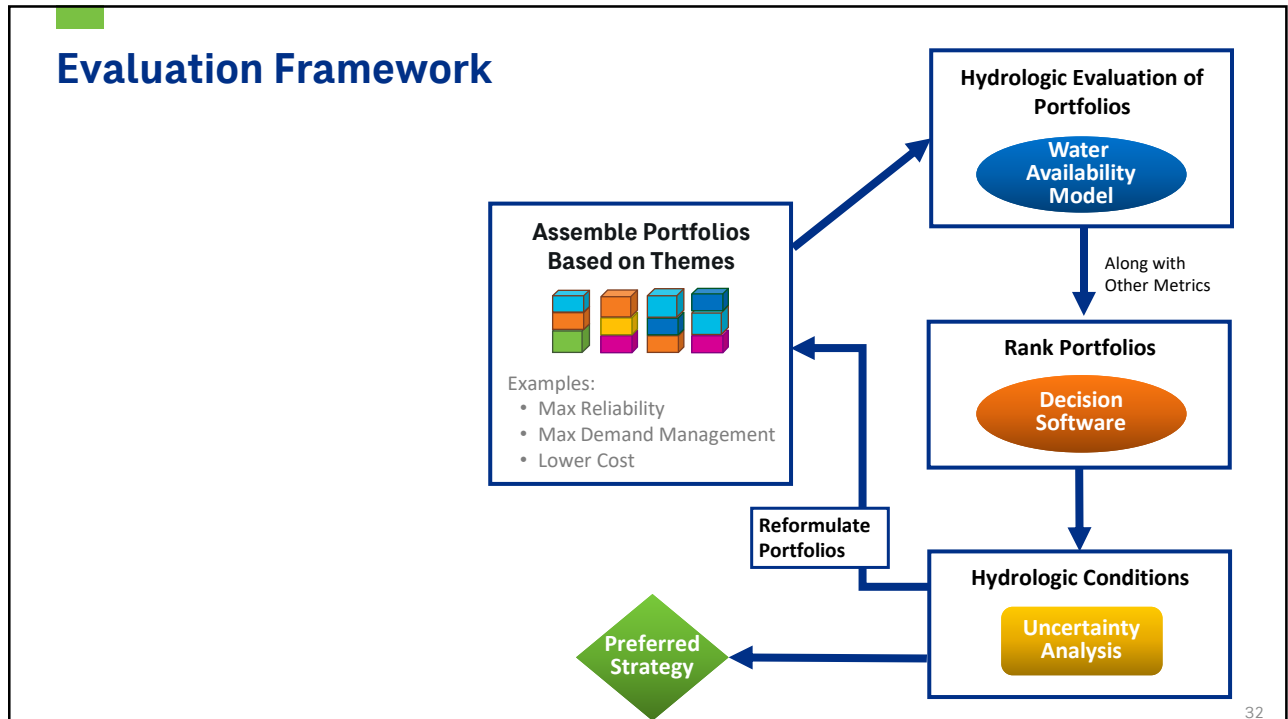 Evaluation Framework
Hydrologic Evaluation of
Portfolios
Water
Availability
Model
Along with
Other Metrics
Assemble Portfolios
Based on Themes
Examples:
• Max Reliability
• Max Demand Management
• Lower Cost
Rank Portfolios
Decision
Software
Reformulate
Portfolios
Hydrologic Conditions
Uncertainty
Analysis
Preferred
Strategy
32